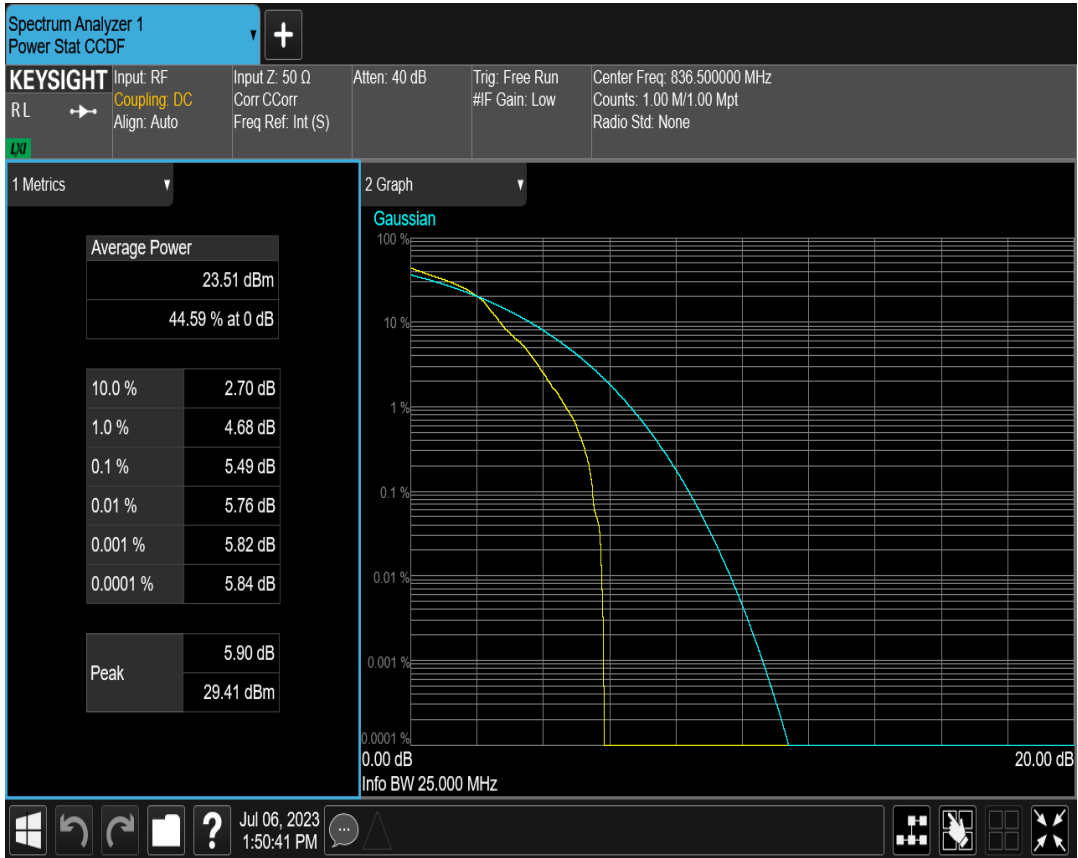 Spectrum Analyzer 1
Power Stat CCDF
+
KEYSIGHT
RL
LXI
Input: RF
Coupling: DC
Align: Auto
Input Z: 50 Ω
Corr CCorr
Freq Ref: Int (S)
Atten: 40 dB
Trig: Free Run
#IF Gain: Low
Center Freq: 836.500000 MHz
Counts: 1.00 M/1.00 Mpt
Radio Std: None
1 Metrics
Average Power
23.51 dBm
44.59 % at 0 dB
10.0 % 2.70 dB
1.0 % 4.68 dB
0.1 % 5.49 dB
0.01 % 5.76 dB
0.001 % 5.82 dB
0.0001 % 5.84 dB
Peak
5.90 dB
29.41 dBm
2 Graph
Gaussian
100 %
10 %
1 %
0.1 %
0.01 %
0.001 %
0.0001 %
0.00 dB 20.00 dB
Info BW 25.000 MHz
?
Jul 06, 2023
1:50:41 PM